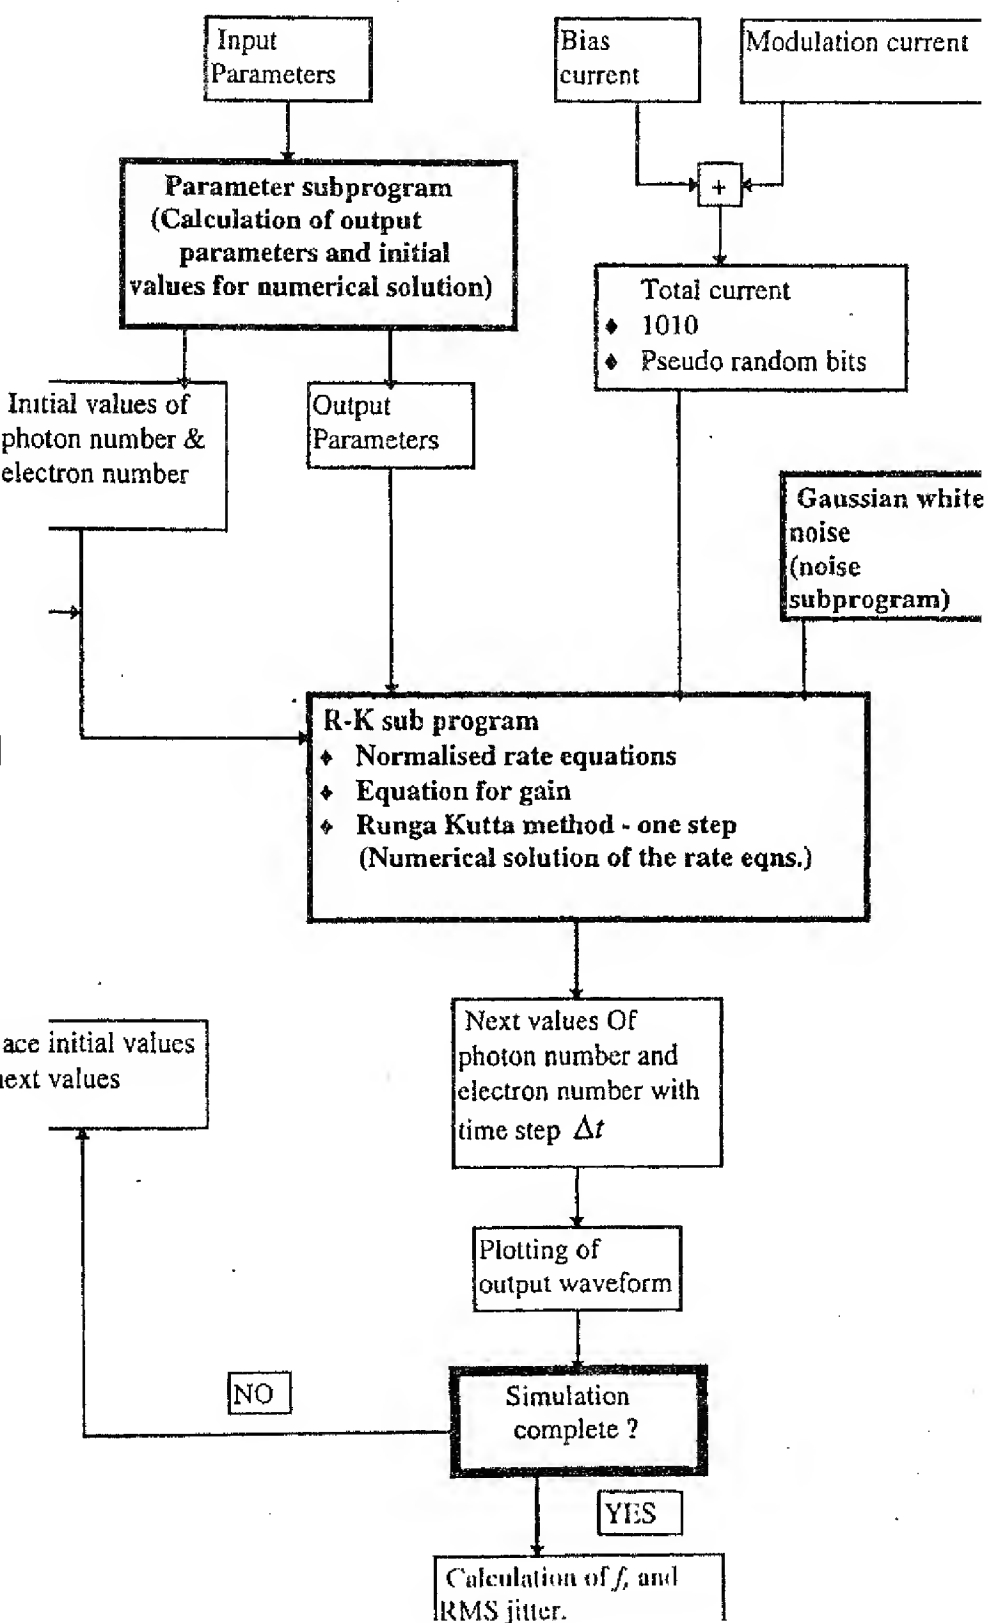 Input
Parameters
Bias
current
Modulation current
+
Parameter subprogram
(Calculation of output
parameters and initial
values for numerical solution)
Total current
♦ 1010
♦ Pseudo random bits
Initial values of
photon number &
electron number
Output
Parameters
Gaussian white
noise
(noise
subprogram)
R-K sub program
♦ Normalised rate equations
♦ Equation for gain
♦ Runga Kutta method - one step
(Numerical solution of the rate eqns.)
Next values Of
photon number and
electron number with
time step Δt
ace initial values
next values
Plotting of
output waveform
NO
Simulation
complete ?
YES
Calculation of and
RMS jitter.